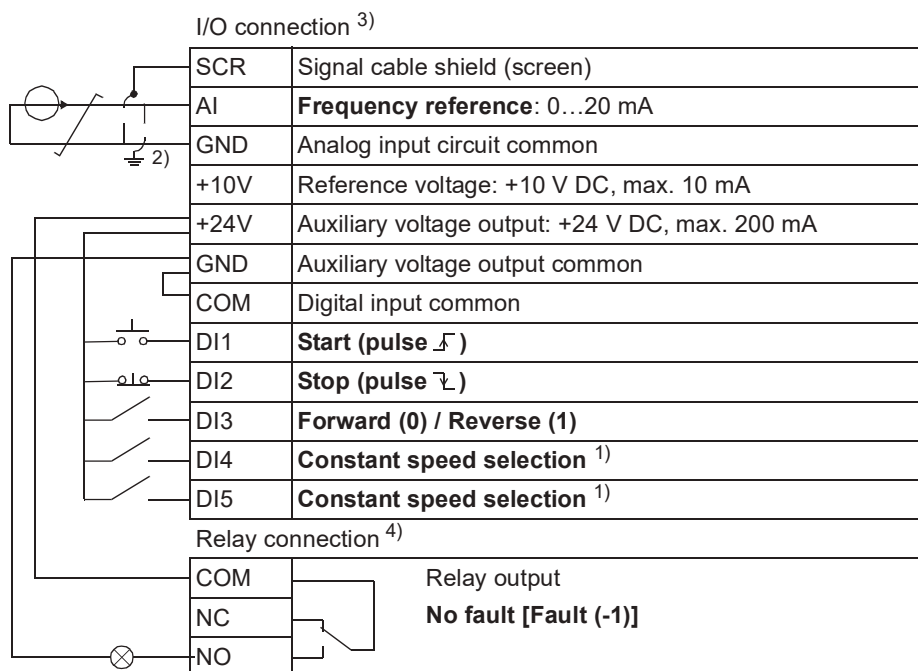 I/O connection 3)
SCR Signal cable shield (screen)
AI Frequency reference: 0…20 mA
GND Analog input circuit common
2)
+10V Reference voltage: +10 V DC, max. 10 mA
+24V Auxiliary voltage output: +24 V DC, max. 200 mA
GND Auxiliary voltage output common
COM Digital input common
DI1 Start (pulse )
DI2 Stop (pulse )
DI3 Forward (0) / Reverse (1)
DI4 Constant speed selection 1)
DI5 Constant speed selection 1)
Relay connection 4)
COM Relay output
NC No fault [Fault (-1)]
NO